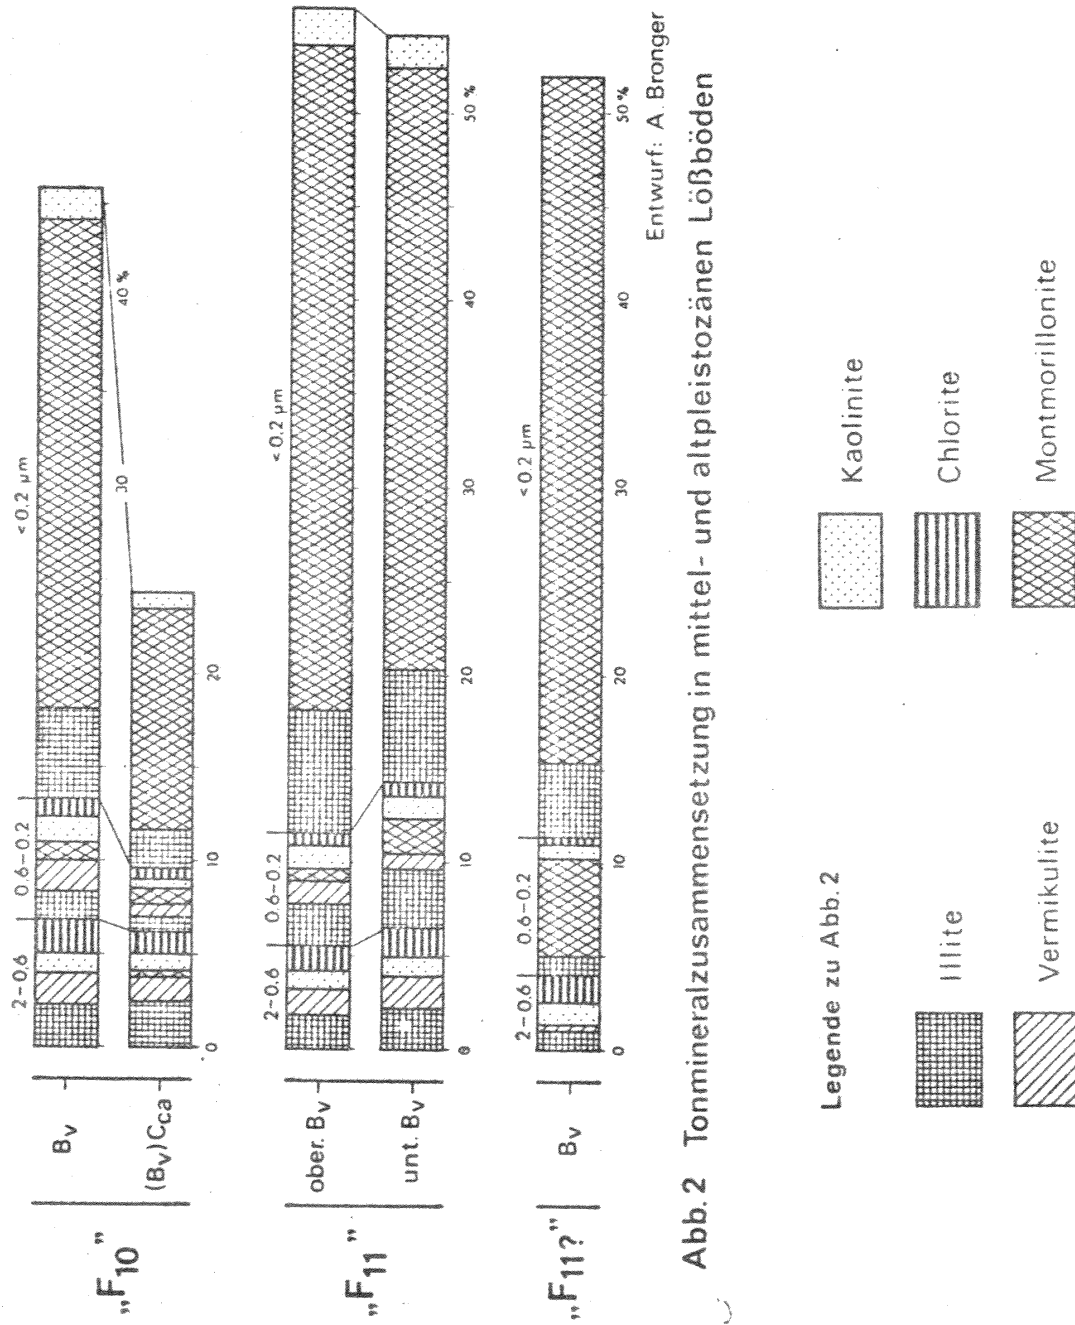 „F10”
Bv
(Bv)Cca
2–0.6
0.6–0.2
<0.2 µm
0
10
20
30
40 %
„F11”
ober. Bv
unt. Bv
2–0.6
0.6–0.2
<0.2 µm
0
10
20
30
40
50 %
„F11?”
Bv
2–0.6
0.6–0.2
<0.2 µm
0
10
20
30
40
50 %
Entwurf: A. Bronger
Abb.2 Tonmineralzusammensetzung in mittel- und altpleistozänen Lößböden
Legende zu Abb.2
Kaolinite
Illite
Chlorite
Vermikulite
Montmorillonite